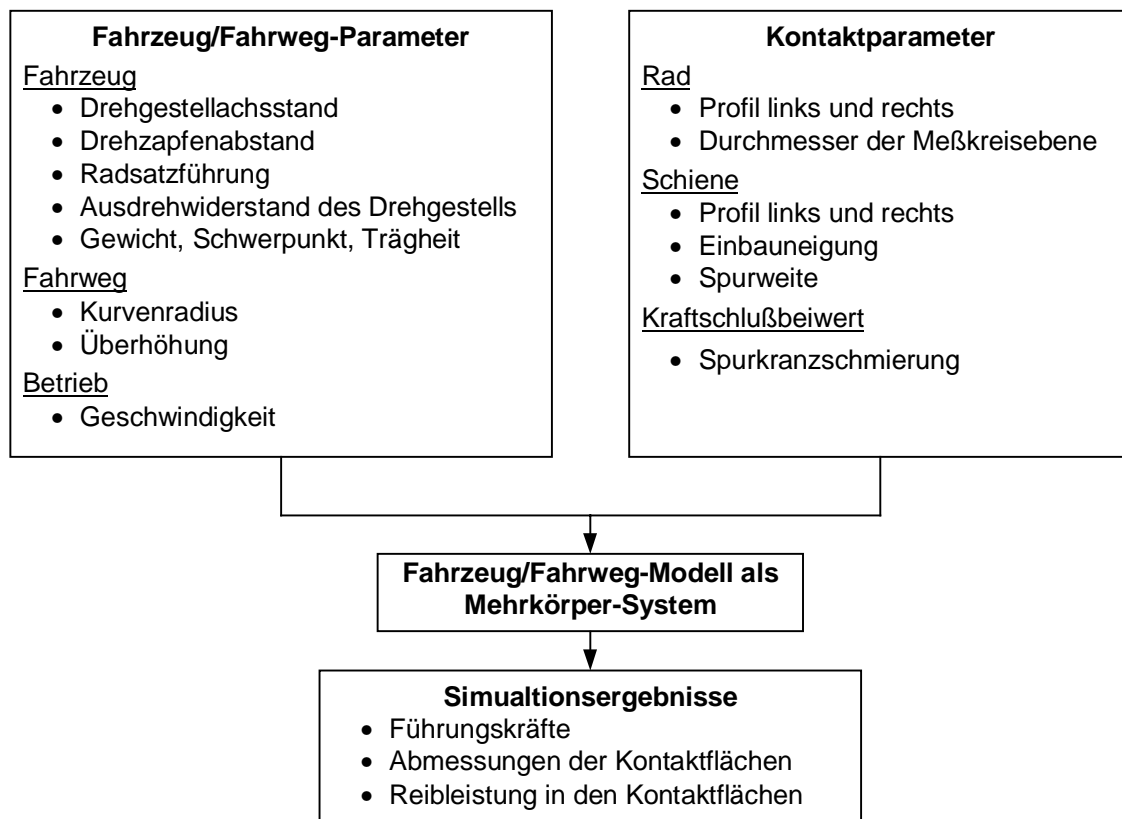 Fahrzeug/Fahrweg-Parameter
Fahrzeug
• Drehgestellachsstand
• Drehzapfenabstand
• Radsatzführung
• Ausdrehwiderstand des Drehgestells
• Gewicht, Schwerpunkt, Trägheit
Fahrweg
• Kurvenradius
• Überhöhung
Betrieb
• Geschwindigkeit
Kontaktparameter
Rad
• Profil links und rechts
• Durchmesser der Meßkreisebene
Schiene
• Profil links und rechts
• Einbauneigung
• Spurweite
Kraftschlußbeiwert
• Spurkranzschmierung
Fahrzeug/Fahrweg-Modell als
Mehrkörper-System
Simualtionsergebnisse
• Führungskräfte
• Abmessungen der Kontaktflächen
• Reibleistung in den Kontaktflächen